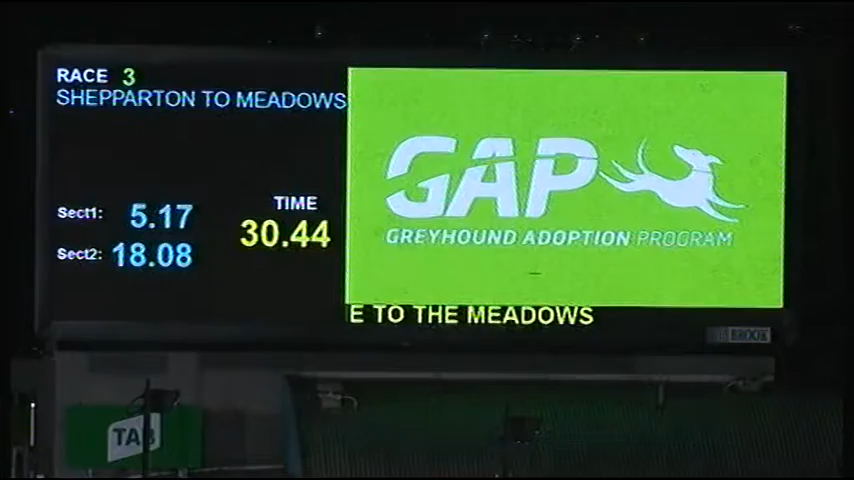 RACE 3
SHEPPARTON TO MEADOWS
Sect1: 5.17
Sect2: 18.08
TIME
30.44
GAP
GREYHOUND ADOPTION PROGRAM
E TO THE MEADOWS
BROOK
TAB